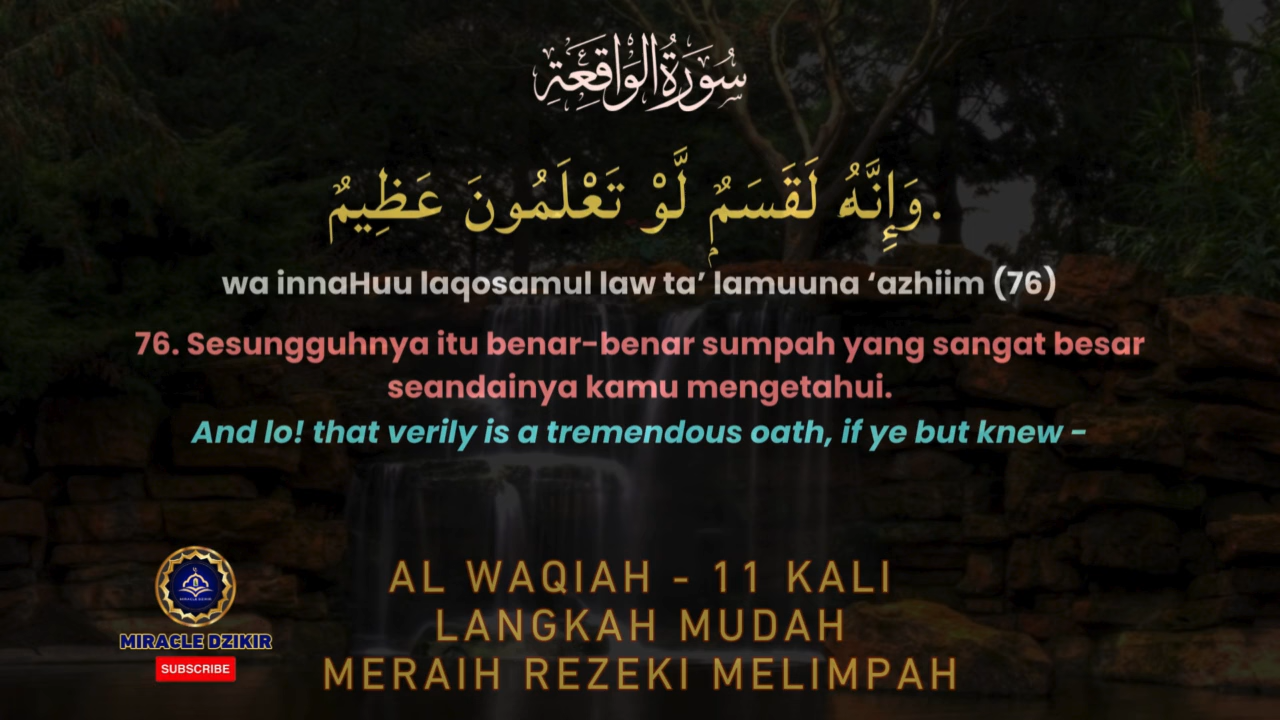 سُورَةُ الوَاقِعَةِ
وَإِنَّهُ لَقَسَمٌ لَّوْ تَعْلَمُونَ عَظِيمٌ.
wa innaHuu laqosamul law ta’ lamuuna ‘azhiim (76)
76. Sesungguhnya itu benar-benar sumpah yang sangat besar
seandainya kamu mengetahui.
And lo! that verily is a tremendous oath, if ye but knew -
AL WAQIAH - 11 KALI
LANGKAH MUDAH
MERAIH REZEKI MELIMPAH
MIRACLE DZIKIR
SUBSCRIBE